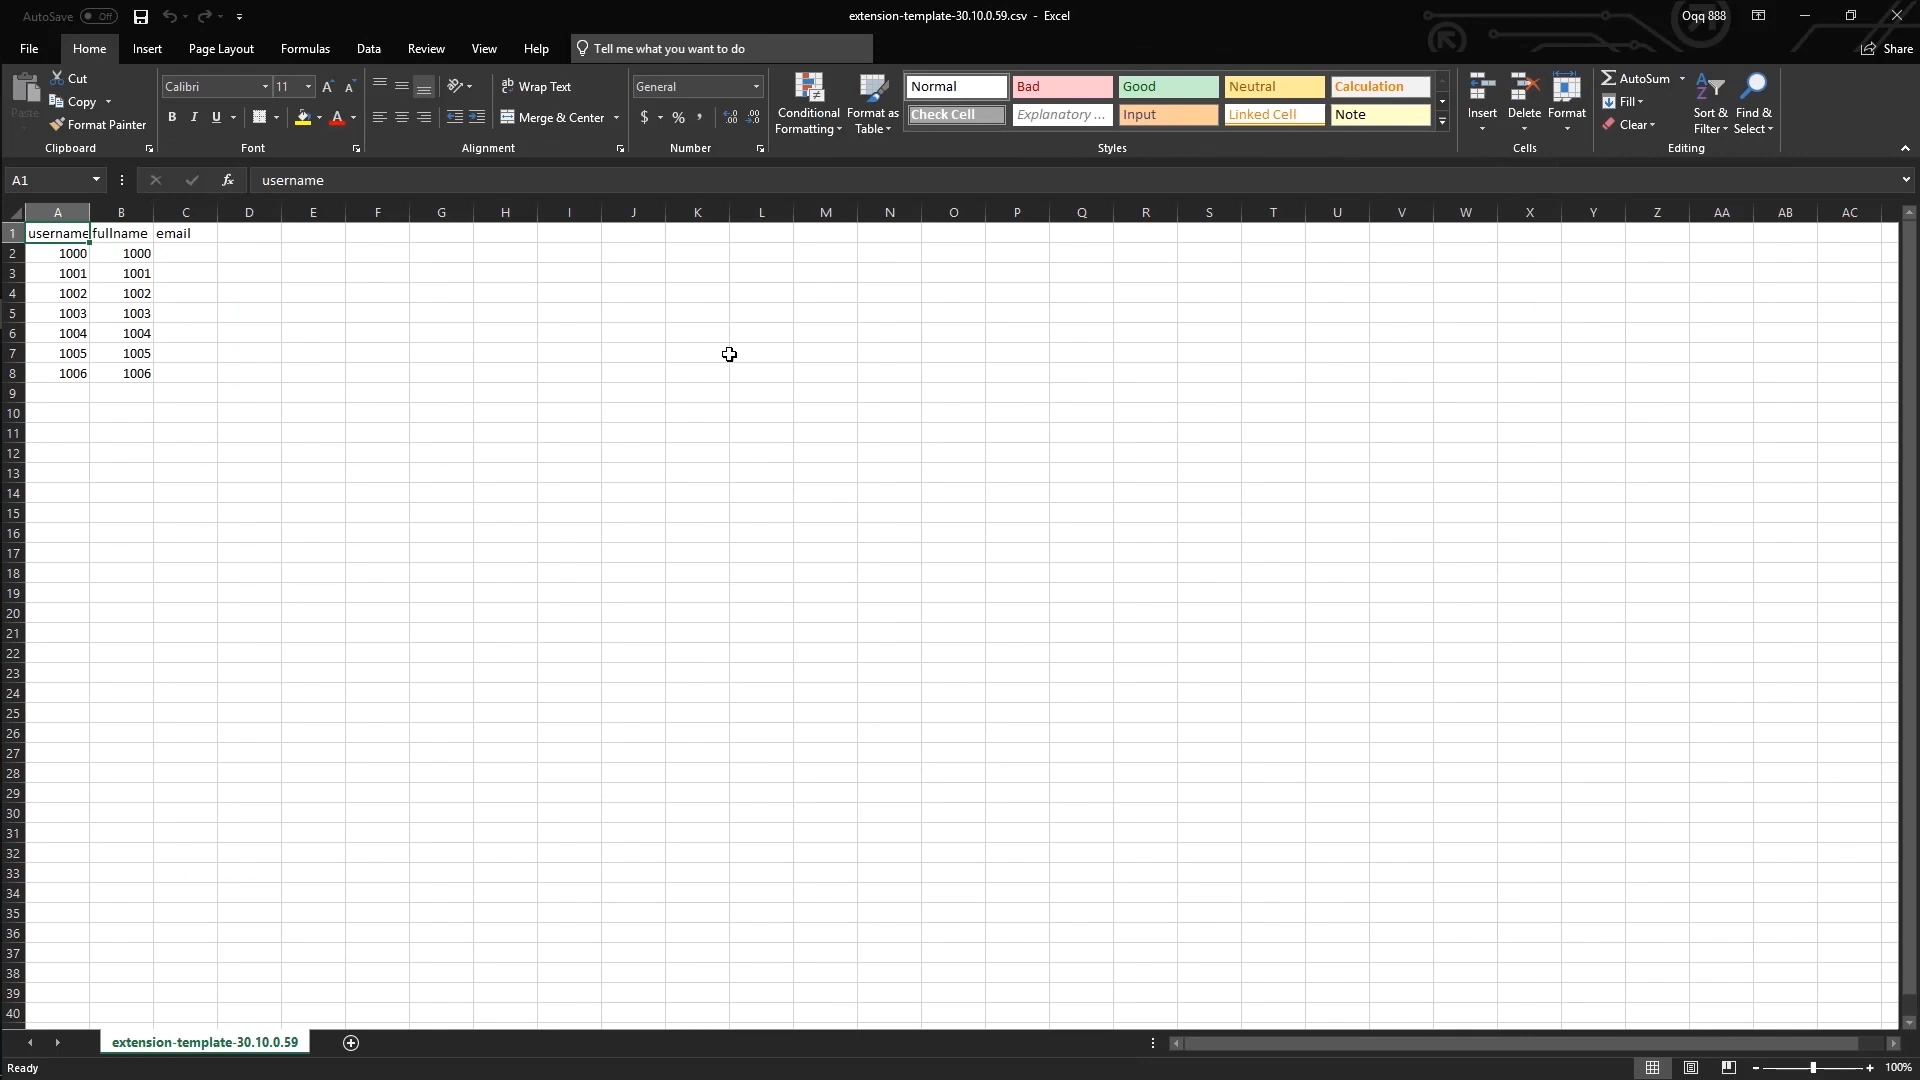 AutoSave Off
extension-template-30.10.0.59.csv - Excel
Oqq 888
File Home Insert Page Layout Formulas Data Review View Help Tell me what you want to do Share
Paste
Cut
Copy
Format Painter
Clipboard
Calibri 11
B I U
Font
Wrap Text
Merge & Center
Alignment
General
$ % ,
Number
Conditional Formatting
Format as Table
Normal Bad Good Neutral Calculation
Check Cell Explanatory ... Input Linked Cell Note
Styles
Insert Delete Format
Cells
AutoSum
Fill
Clear
Sort & Filter
Find & Select
Editing
A1 fx username
A B C D E F G H I J K L M N O P Q R S T U V W X Y Z AA AB AC
1 username fullname email
2 1000 1000
3 1001 1001
4 1002 1002
5 1003 1003
6 1004 1004
7 1005 1005
8 1006 1006
9
10
11
12
13
14
15
16
17
18
19
20
21
22
23
24
25
26
27
28
29
30
31
32
33
34
35
36
37
38
39
40
extension-template-30.10.0.59
Ready
100%